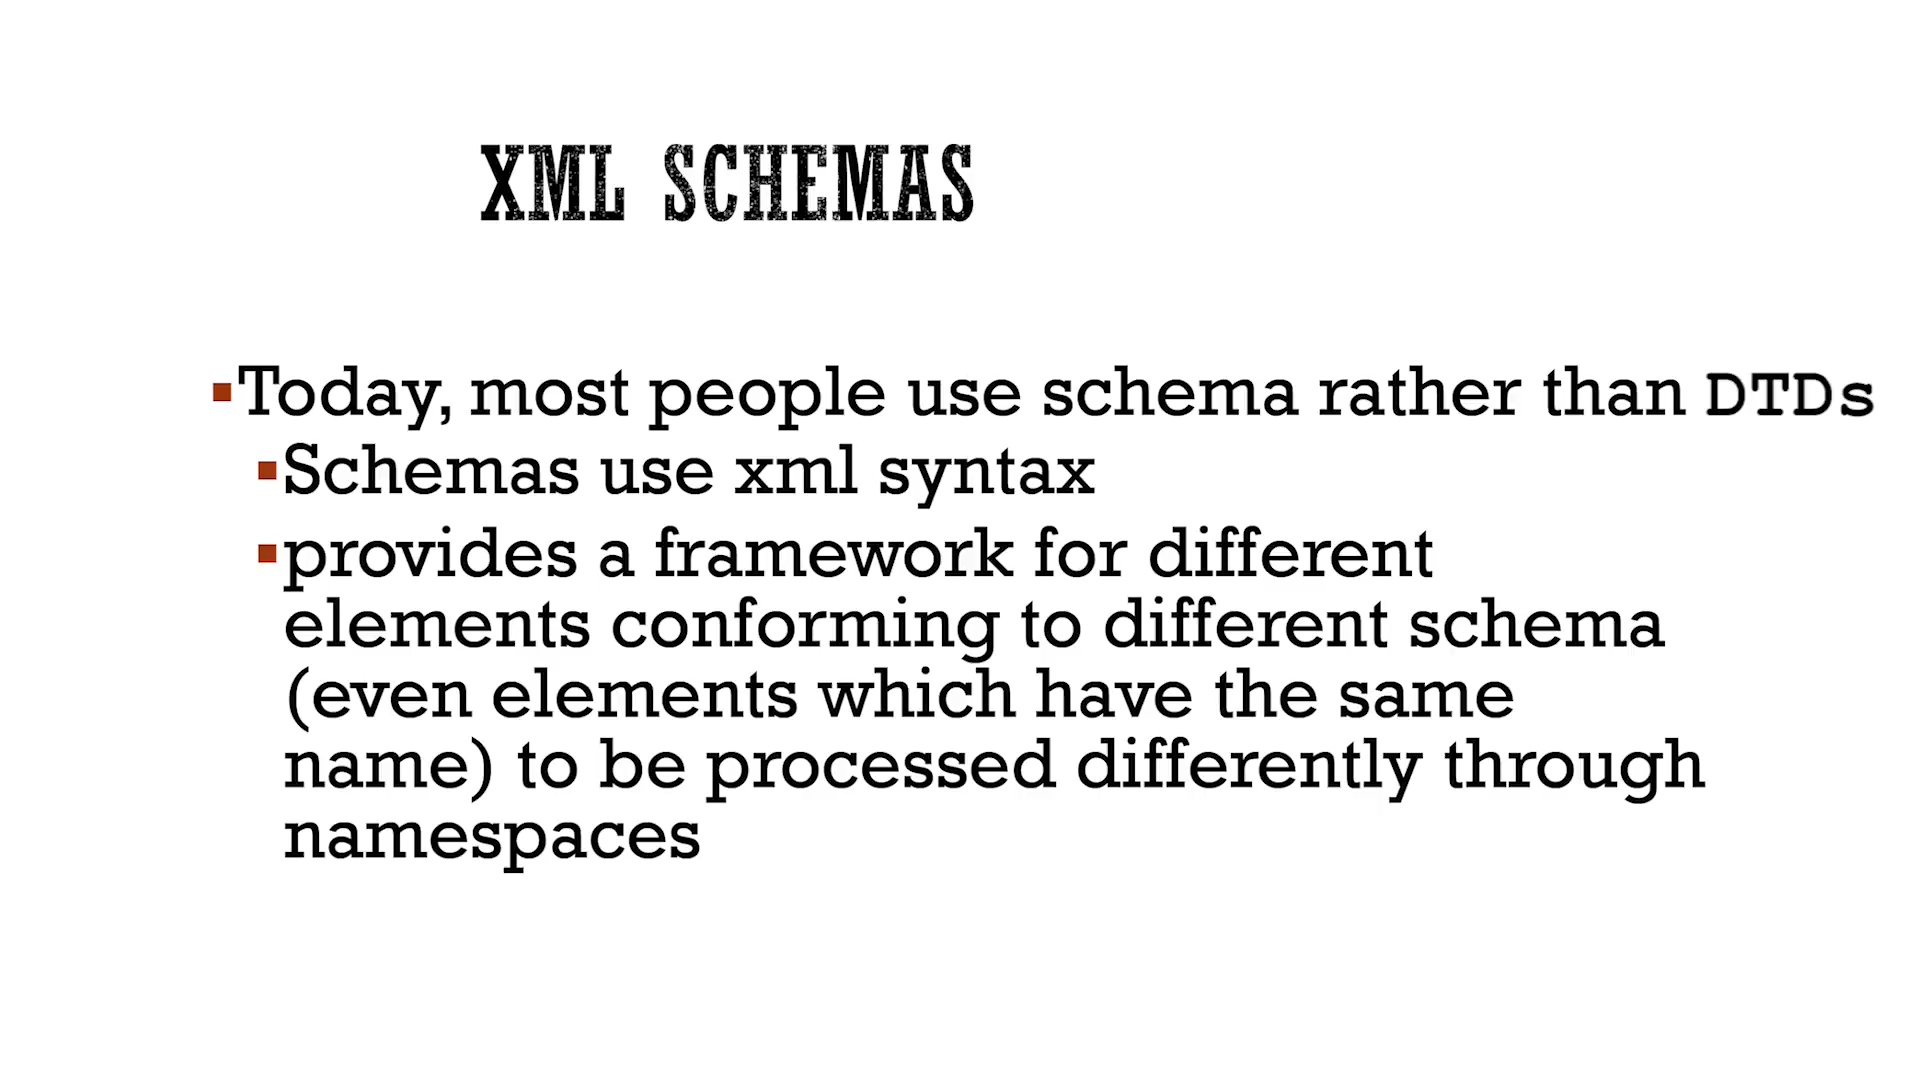 XML SCHEMAS
▪Today, most people use schema rather than DTDs
▪Schemas use xml syntax
▪provides a framework for different
elements conforming to different schema
(even elements which have the same
name) to be processed differently through
namespaces